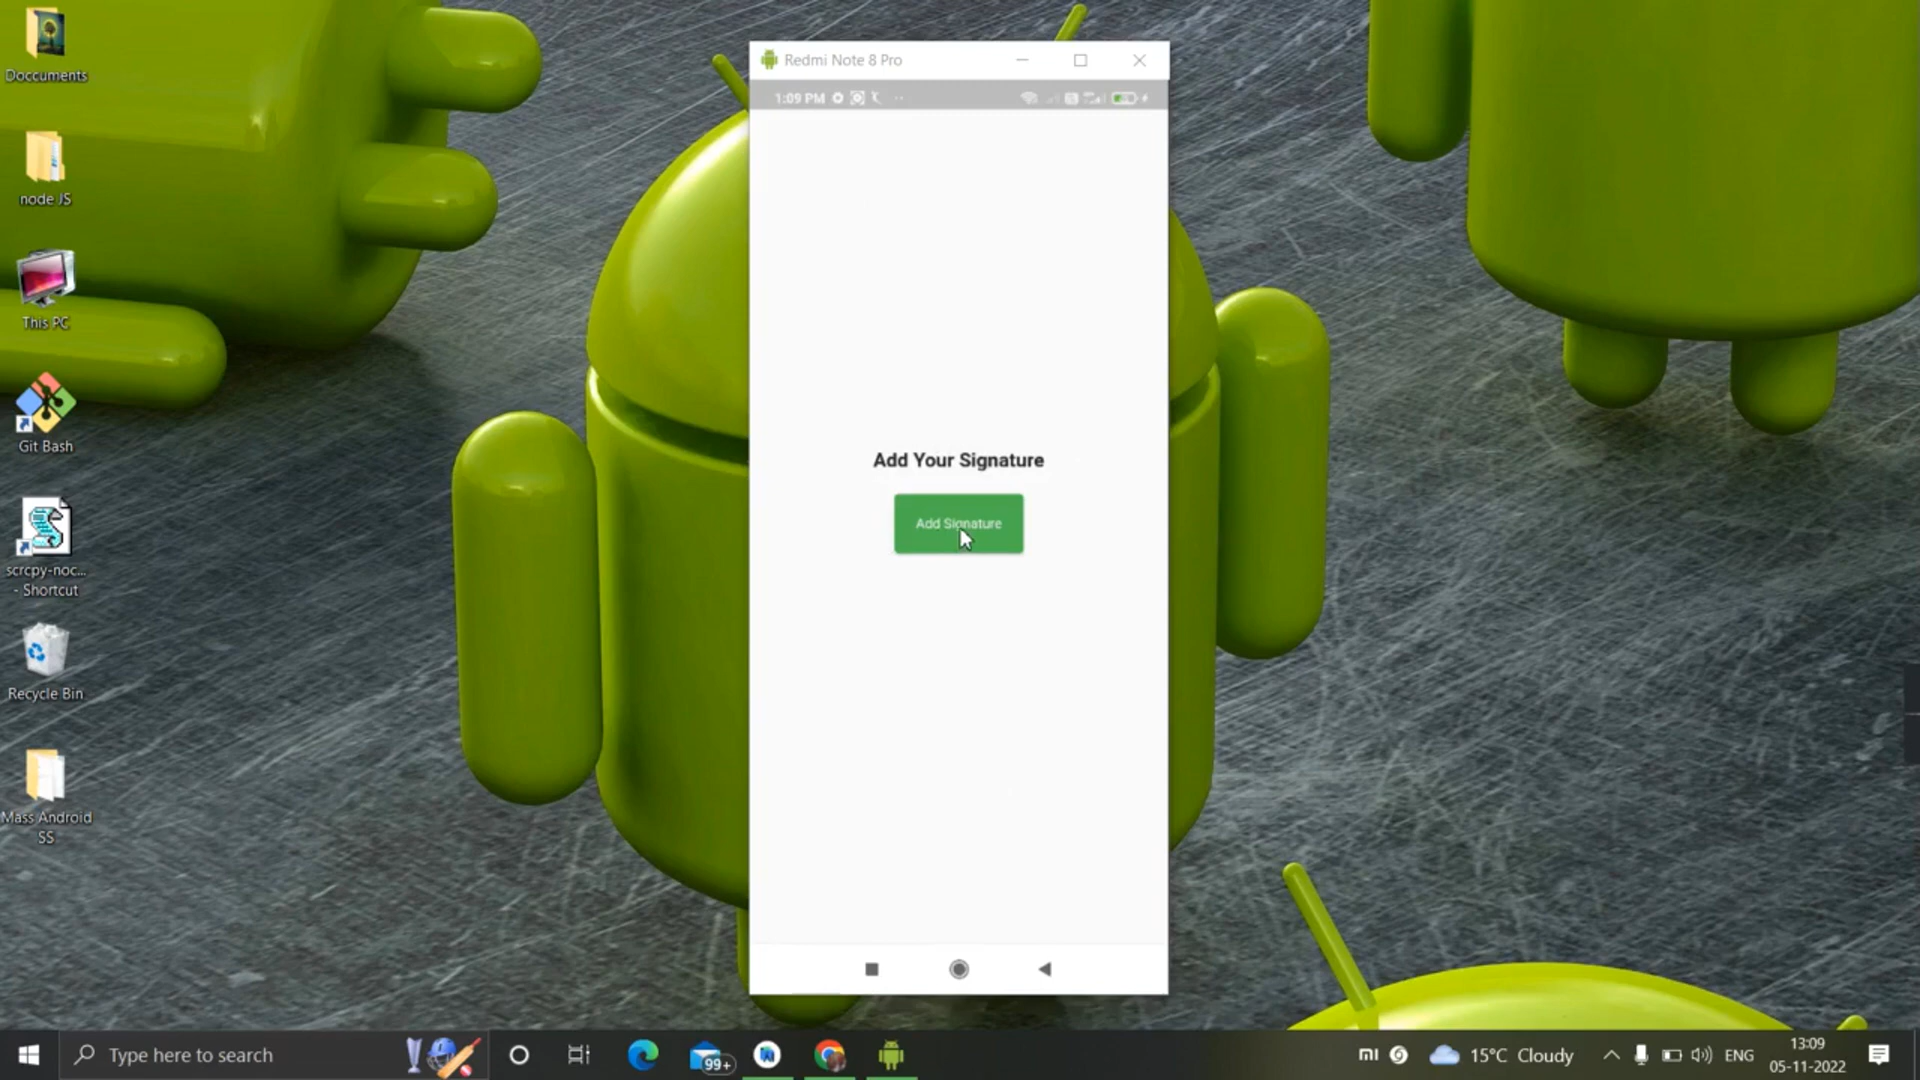 Doccuments
node JS
This PC
Git Bash
scrcpy-noc...
- Shortcut
Recycle Bin
Mass Android
SS
Redmi Note 8 Pro
1:09 PM
Add Your Signature
Add Signature
Type here to search
99+
15°C Cloudy
ENG
13:09
05-11-2022